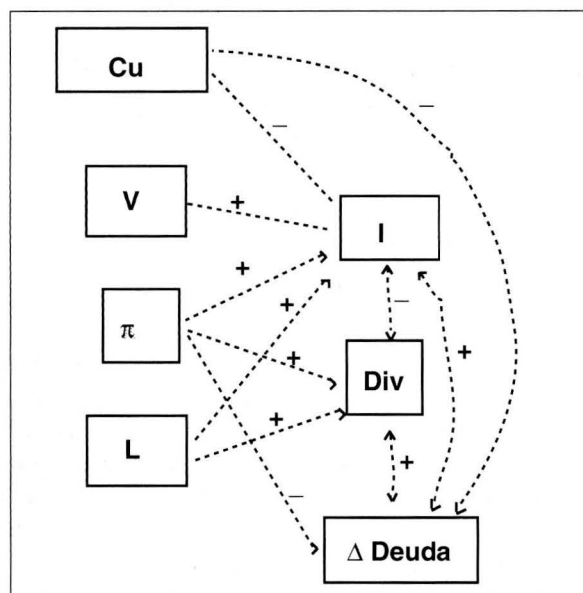 Cu
–
–
V
+
I
+
π
+
–
+
+
Div
L
+
+
–
Δ Deuda